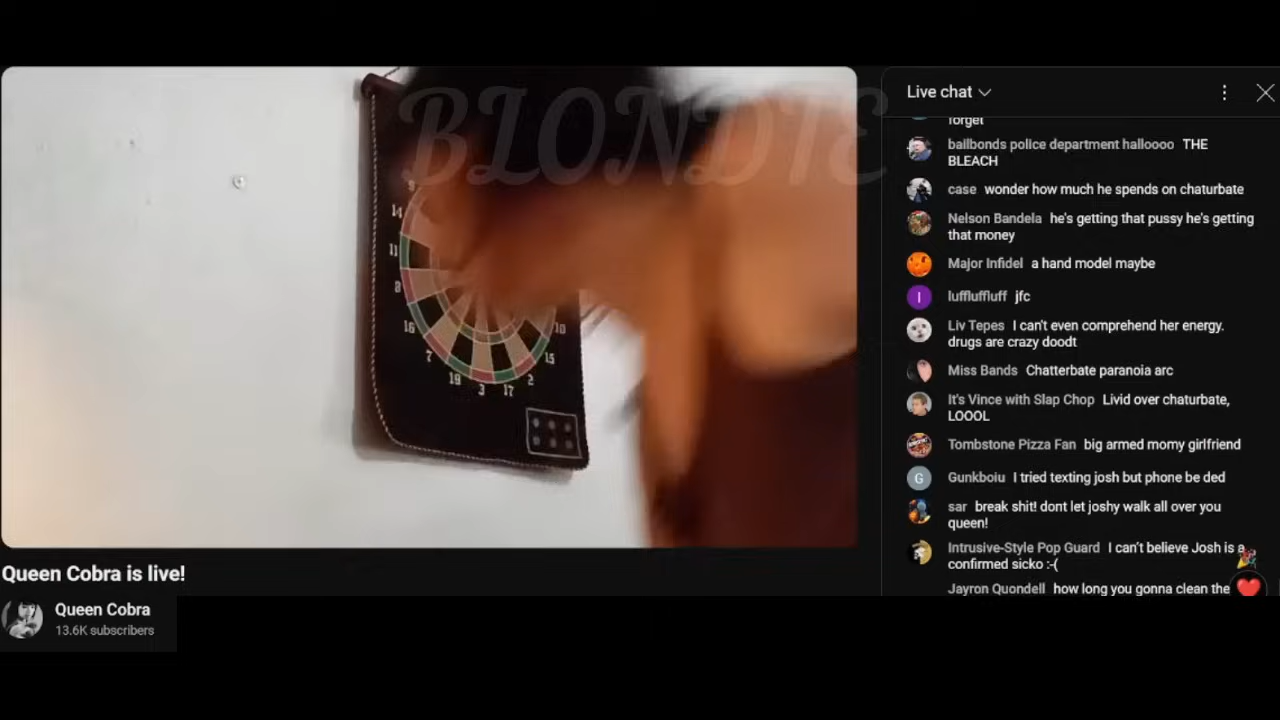 BLONDIE
9
14
11
8
16
7
19
3
17
2
15
10
Queen Cobra is live!
Queen Cobra
13.6K subscribers
Live chat
forget
bailbonds police department halloooo THE
BLEACH
case wonder how much he spends on chaturbate
Nelson Bandela he's getting that pussy he's getting
that money
Major Infidel a hand model maybe
I
luffluffluff jfc
Liv Tepes I can't even comprehend her energy.
drugs are crazy doodt
Miss Bands Chatterbate paranoia arc
It's Vince with Slap Chop Livid over chaturbate,
LOOOL
Tombstone Pizza Fan big armed momy girlfriend
G
Gunkboiu I tried texting josh but phone be ded
sar break shit! dont let joshy walk all over you
queen!
Intrusive-Style Pop Guard I can't believe Josh is a
confirmed sicko :-(
Jayron Quondell how long you gonna clean the